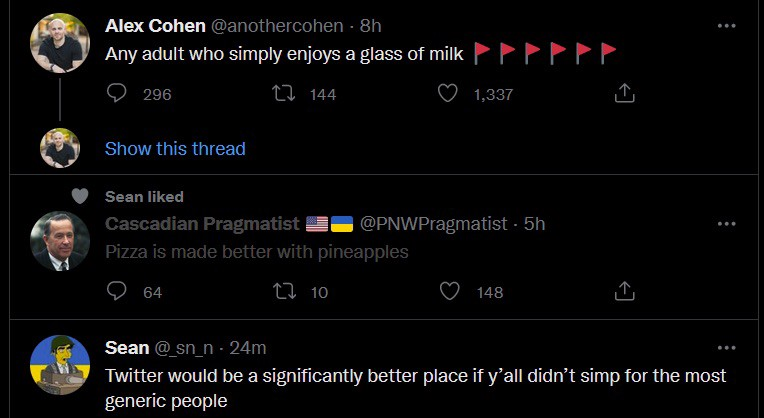 Alex Cohen @anothercohen · 8h
Any adult who simply enjoys a glass of milk 🚩🚩🚩🚩🚩🚩
296 144 1,337
Show this thread
Sean liked
Cascadian Pragmatist 🇺🇸🇺🇦 @PNWPragmatist · 5h
Pizza is made better with pineapples
64 10 148
Sean @_sn_n · 24m
Twitter would be a significantly better place if y’all didn’t simp for the most
generic people